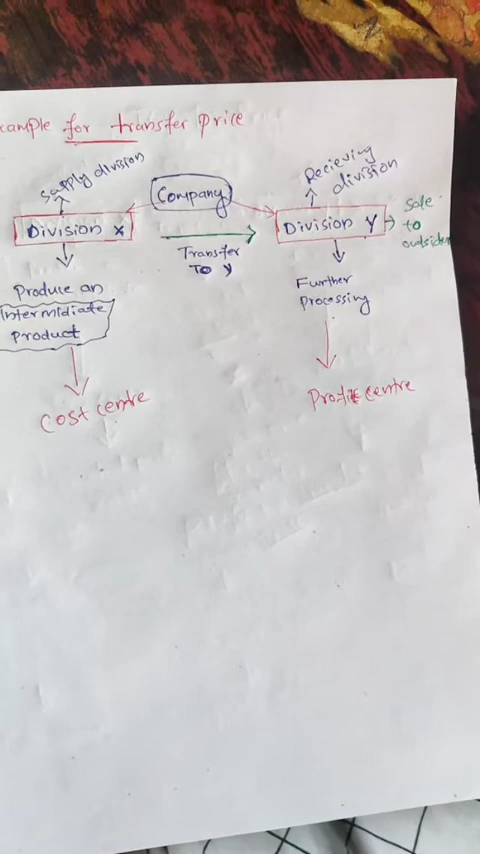 xample for transfer price
Supply division
Company
Recieving
division
Division X
Transfer
To Y
Division Y
Sale
to
outsider
Produce an
Intermidiate
Product
Further
Processing
Cost centre
Profit centre